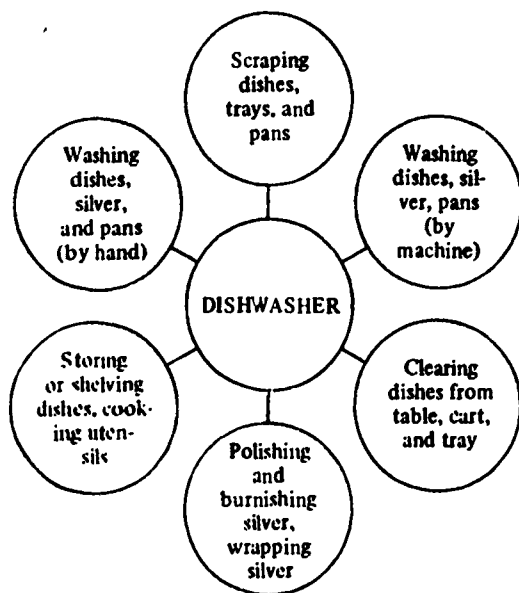 Scraping
dishes,
trays, and
pans
Washing
dishes,
silver,
and pans
(by hand)
Washing
dishes, sil-
ver, pans
(by
machine)
DISHWASHER
Storing
or shelving
dishes, cook-
ing uten-
sils
Clearing
dishes from
table, cart,
and tray
Polishing
and
burnishing
silver,
wrapping
silver